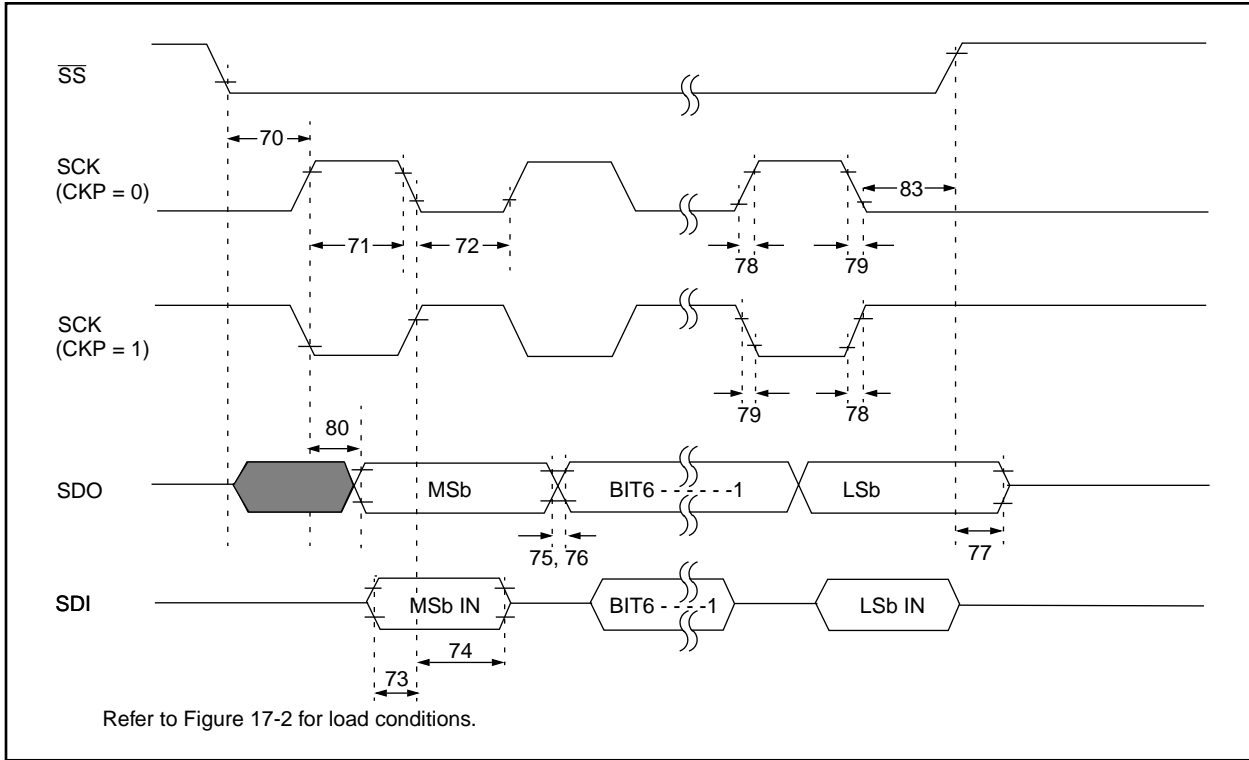 SS
70
SCK
(CKP = 0)
83
71
72
78
79
SCK
(CKP = 1)
79
78
80
SDO
MSb
BIT6 - - - - - -1
LSb
75, 76
77
SDI
MSb IN
BIT6 - - - -1
LSb IN
74
73
Refer to Figure 17-2 for load conditions.